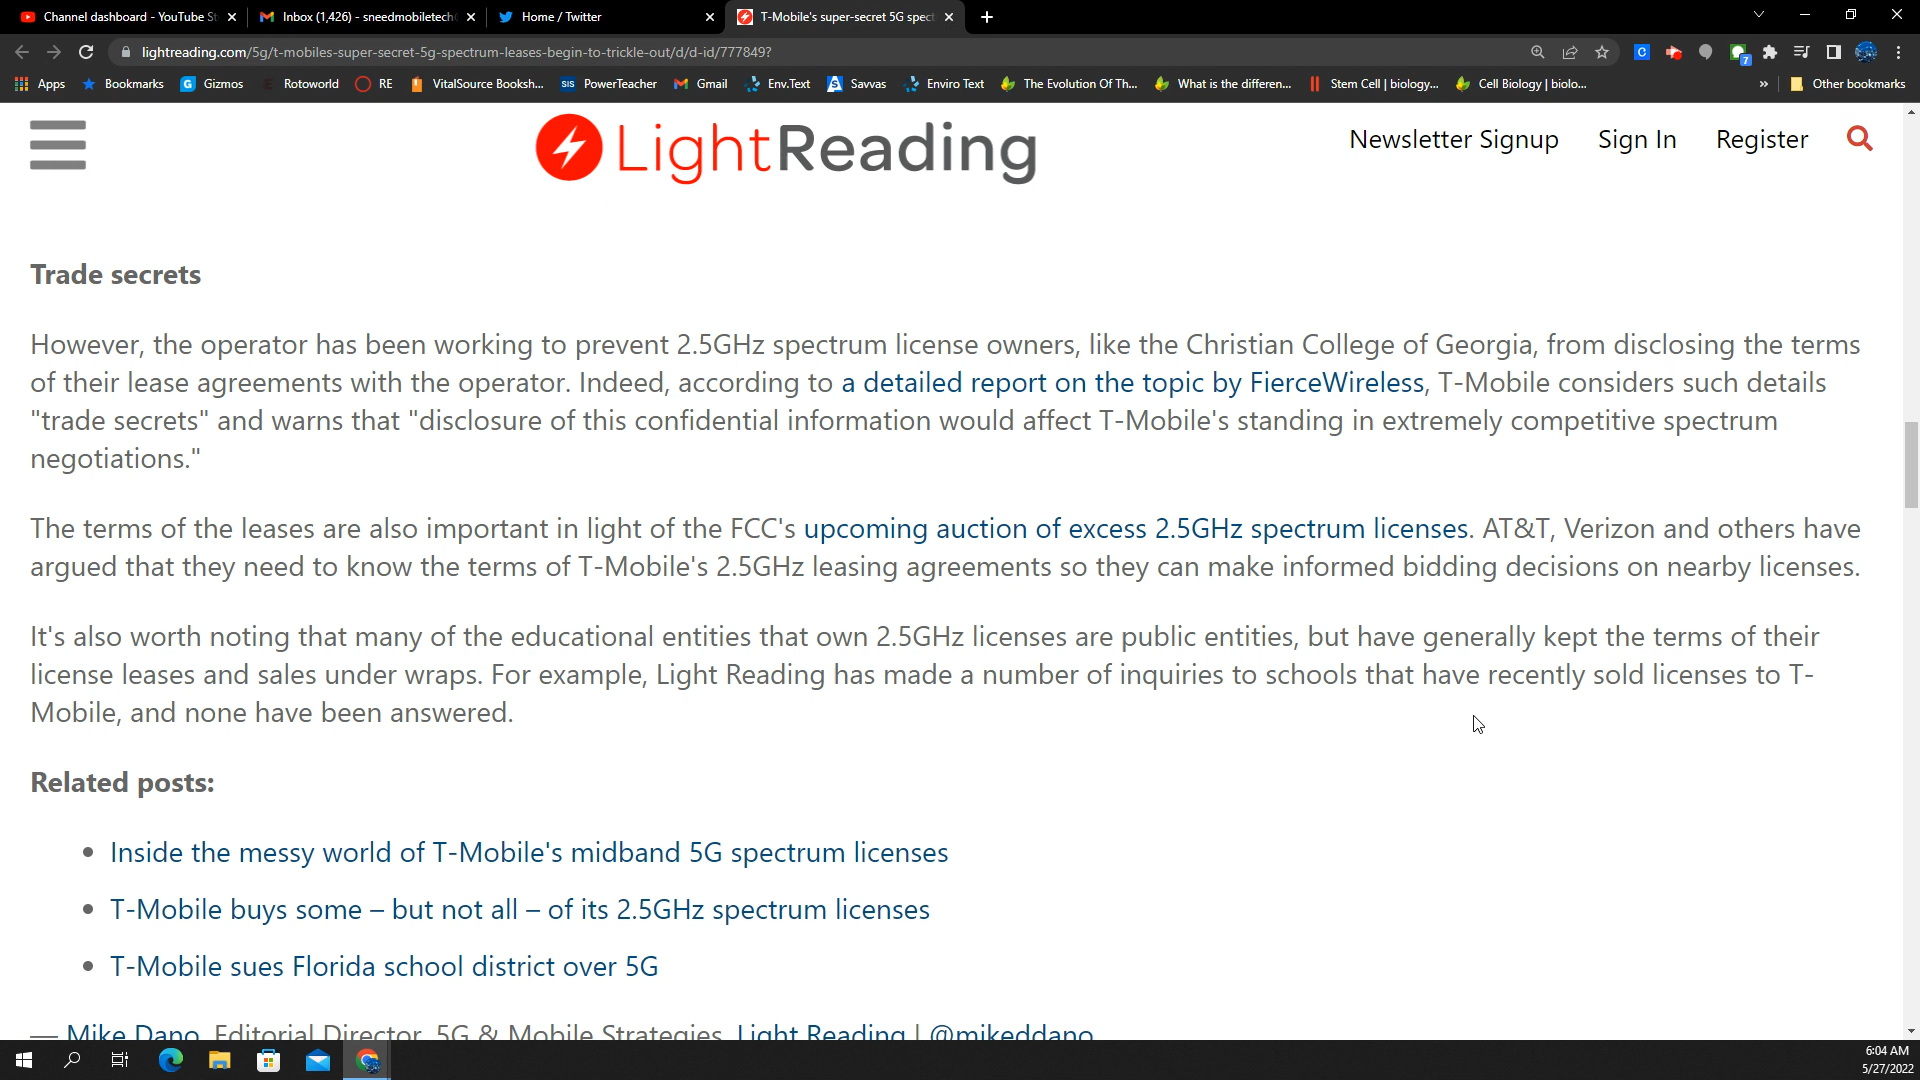 Channel dashboard - YouTube St
Inbox (1,426) - sneedmobiletech
Home / Twitter
T-Mobile's super-secret 5G spect
lightreading.com/5g/t-mobiles-super-secret-5g-spectrum-leases-begin-to-trickle-out/d/d-id/777849?
Apps
Bookmarks
Gizmos
Rotoworld
RE
VitalSource Booksh...
PowerTeacher
Gmail
Env.Text
Savvas
Enviro Text
The Evolution Of Th...
What is the differen...
Stem Cell | biology...
Cell Biology | biolo...
»
Other bookmarks
LightReading
Newsletter Signup
Sign In
Register
Trade secrets
However, the operator has been working to prevent 2.5GHz spectrum license owners, like the Christian College of Georgia, from disclosing the terms
of their lease agreements with the operator. Indeed, according to a detailed report on the topic by FierceWireless, T-Mobile considers such details
"trade secrets" and warns that "disclosure of this confidential information would affect T-Mobile's standing in extremely competitive spectrum
negotiations."
The terms of the leases are also important in light of the FCC's upcoming auction of excess 2.5GHz spectrum licenses. AT&T, Verizon and others have
argued that they need to know the terms of T-Mobile's 2.5GHz leasing agreements so they can make informed bidding decisions on nearby licenses.
It's also worth noting that many of the educational entities that own 2.5GHz licenses are public entities, but have generally kept the terms of their
license leases and sales under wraps. For example, Light Reading has made a number of inquiries to schools that have recently sold licenses to T-
Mobile, and none have been answered.
Related posts:
• Inside the messy world of T-Mobile's midband 5G spectrum licenses
• T-Mobile buys some – but not all – of its 2.5GHz spectrum licenses
• T-Mobile sues Florida school district over 5G
— Mike Dano, Editorial Director, 5G & Mobile Strategies, Light Reading | @mikeddano
6:04 AM
5/27/2022